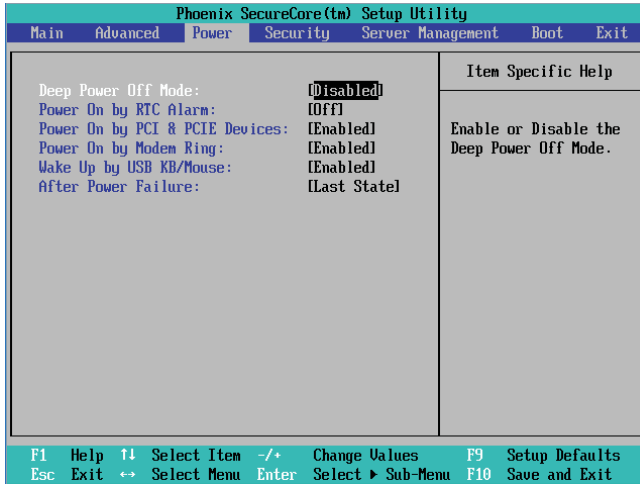 Phoenix SecureCore(tm) Setup Utility
Main Advanced Power Security Server Management Boot Exit
Item Specific Help
Deep Power Off Mode: [Disabled]
Power On by RTC Alarm: [Off]
Power On by PCI & PCIE Devices: [Enabled]
Power On by Modem Ring: [Enabled]
Wake Up by USB KB/Mouse: [Enabled]
After Power Failure: [Last State]
Enable or Disable the
Deep Power Off Mode.
F1 Help ↑↓ Select Item -/+ Change Values F9 Setup Defaults
Esc Exit ↔ Select Menu Enter Select ▶ Sub-Menu F10 Save and Exit